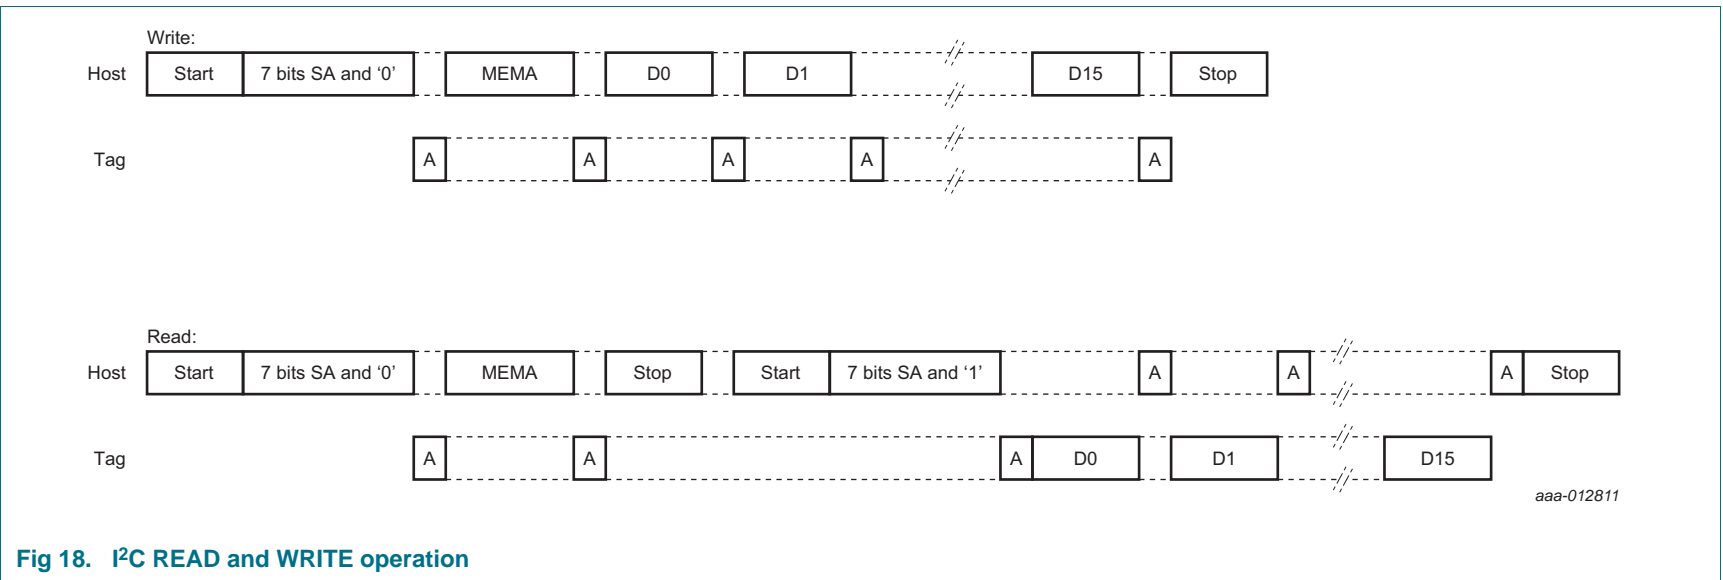 Write:
Host Start 7 bits SA and ‘0’ MEMA D0 D1 D15 Stop
Tag A A A A A
Read:
Host Start 7 bits SA and ‘0’ MEMA Stop Start 7 bits SA and ‘1’ A A A Stop
Tag A A A D0 D1 D15
aaa-012811
Fig 18. I²C READ and WRITE operation